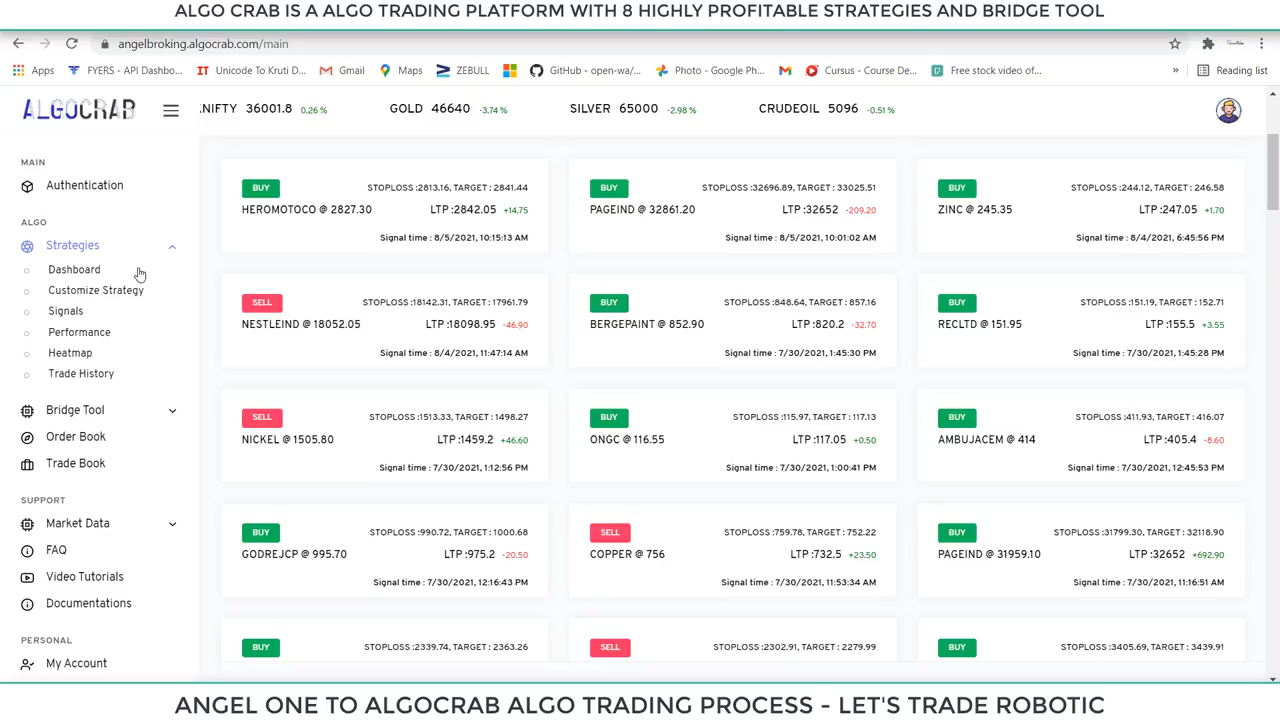 ALGO CRAB IS A ALGO TRADING PLATFORM WITH 8 HIGHLY PROFITABLE STRATEGIES AND BRIDGE TOOL
angelbroking.algocrab.com/main
Apps FYERS - API Dashbo... Unicode To Kruti D... Gmail Maps ZEBULL GitHub - open-wa/... Photo - Google Ph... Cursus - Course De... Free stock video of... » Reading list
ALGOCRAB KNIFTY 36001.8 0.26 % GOLD 46640 -3.74 % SILVER 65000 -2.98 % CRUDEOIL 5096 -0.51 %
MAIN
Authentication
ALGO
Strategies
Dashboard
Customize Strategy
Signals
Performance
Heatmap
Trade History
Bridge Tool
Order Book
Trade Book
SUPPORT
Market Data
FAQ
Video Tutorials
Documentations
PERSONAL
My Account
BUY STOPLOSS :2813.16, TARGET : 2841.44
HEROMOTOCO @ 2827.30 LTP :2842.05 +14.75
Signal time : 8/5/2021, 10:15:13 AM
BUY STOPLOSS :32696.89, TARGET : 33025.51
PAGEIND @ 32861.20 LTP :32652 -209.20
Signal time : 8/5/2021, 10:01:02 AM
BUY STOPLOSS :244.12, TARGET : 246.58
ZINC @ 245.35 LTP :247.05 +1.70
Signal time : 8/4/2021, 6:45:56 PM
SELL STOPLOSS :18142.31, TARGET : 17961.79
NESTLEIND @ 18052.05 LTP :18098.95 -46.90
Signal time : 8/4/2021, 11:47:14 AM
BUY STOPLOSS :848.64, TARGET : 857.16
BERGEPAINT @ 852.90 LTP :820.2 -32.70
Signal time : 7/30/2021, 1:45:30 PM
BUY STOPLOSS :151.19, TARGET : 152.71
RECLTD @ 151.95 LTP :155.5 +3.55
Signal time : 7/30/2021, 1:45:28 PM
SELL STOPLOSS :1513.33, TARGET : 1498.27
NICKEL @ 1505.80 LTP :1459.2 +46.60
Signal time : 7/30/2021, 1:12:56 PM
BUY STOPLOSS :115.97, TARGET : 117.13
ONGC @ 116.55 LTP :117.05 +0.50
Signal time : 7/30/2021, 1:00:41 PM
BUY STOPLOSS :411.93, TARGET : 416.07
AMBUJACEM @ 414 LTP :405.4 -8.60
Signal time : 7/30/2021, 12:45:53 PM
BUY STOPLOSS :990.72, TARGET : 1000.68
GODREJCP @ 995.70 LTP :975.2 -20.50
Signal time : 7/30/2021, 12:16:43 PM
SELL STOPLOSS :759.78, TARGET : 752.22
COPPER @ 756 LTP :732.5 +23.50
Signal time : 7/30/2021, 11:53:34 AM
BUY STOPLOSS :31799.30, TARGET : 32118.90
PAGEIND @ 31959.10 LTP :32652 +692.90
Signal time : 7/30/2021, 11:16:51 AM
BUY STOPLOSS :2339.74, TARGET : 2363.26
SELL STOPLOSS :2302.91, TARGET : 2279.99
BUY STOPLOSS :3405.69, TARGET : 3439.91
ANGEL ONE TO ALGOCRAB ALGO TRADING PROCESS - LET'S TRADE ROBOTIC